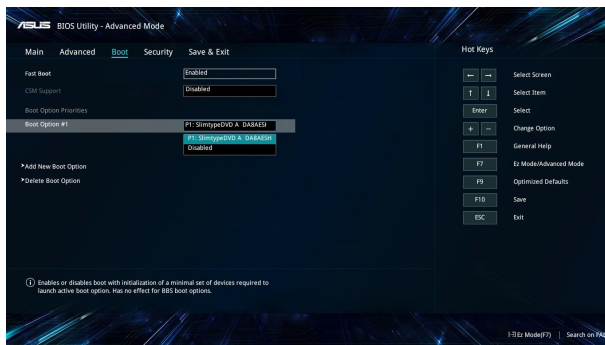 ASUS BIOS Utility - Advanced Mode
Main Advanced Boot Security Save & Exit
Hot Keys
Fast Boot Enabled
CSM Support Disabled
Boot Option Priorities
Boot Option #1 P1: SlimtypeDVD A DA8AESH
P1: SlimtypeDVD A DA8AESH
Disabled
>Add New Boot Option
>Delete Boot Option
← → Select Screen
↑ ↓ Select Item
Enter Select
+ − Change Option
F1 General Help
F7 Ez Mode/Advanced Mode
F9 Optimized Defaults
F10 Save
ESC Exit
Enables or disables boot with initialization of a minimal set of devices required to
launch active boot option. Has no effect for BBS boot options.
Ez Mode(F7) | Search on FAQ